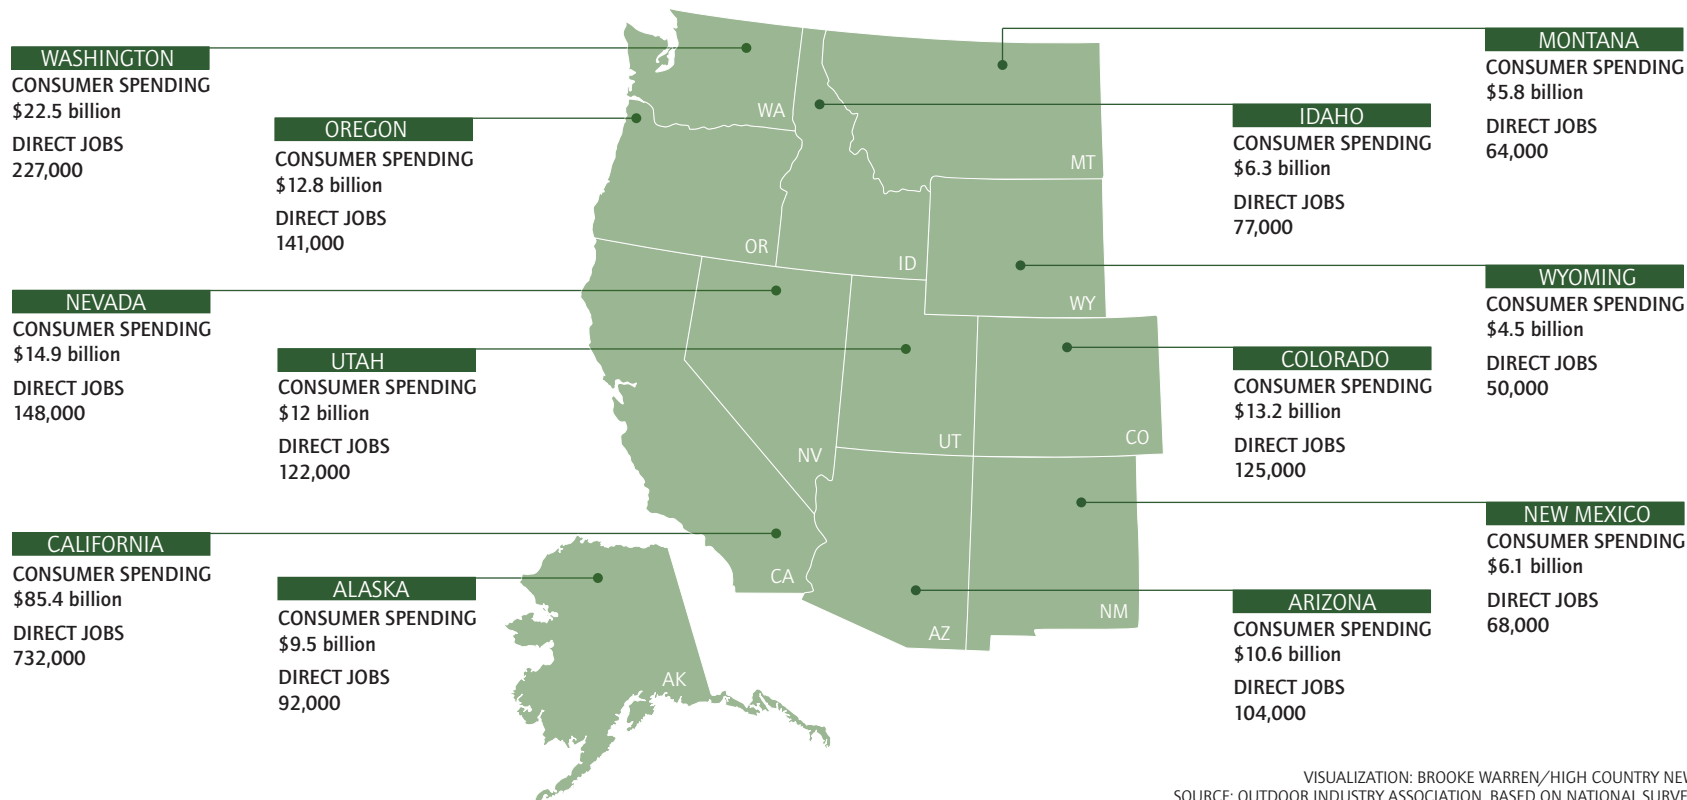 WASHINGTON
CONSUMER SPENDING
$22.5 billion
DIRECT JOBS
227,000
OREGON
CONSUMER SPENDING
$12.8 billion
DIRECT JOBS
141,000
NEVADA
CONSUMER SPENDING
$14.9 billion
DIRECT JOBS
148,000
UTAH
CONSUMER SPENDING
$12 billion
DIRECT JOBS
122,000
CALIFORNIA
CONSUMER SPENDING
$85.4 billion
DIRECT JOBS
732,000
ALASKA
CONSUMER SPENDING
$9.5 billion
DIRECT JOBS
92,000
WA
MT
OR
ID
WY
NV
UT
CO
CA
AZ
NM
AK
MONTANA
CONSUMER SPENDING
$5.8 billion
DIRECT JOBS
64,000
IDAHO
CONSUMER SPENDING
$6.3 billion
DIRECT JOBS
77,000
WYOMING
CONSUMER SPENDING
$4.5 billion
DIRECT JOBS
50,000
COLORADO
CONSUMER SPENDING
$13.2 billion
DIRECT JOBS
125,000
NEW MEXICO
CONSUMER SPENDING
$6.1 billion
DIRECT JOBS
68,000
ARIZONA
CONSUMER SPENDING
$10.6 billion
DIRECT JOBS
104,000
VISUALIZATION: BROOKE WARREN/HIGH COUNTRY NEW
SOURCE: OUTDOOR INDUSTRY ASSOCIATION, BASED ON NATIONAL SURVE